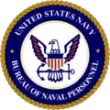 UNITED STATES NAVY
BUREAU OF NAVAL PERSONNEL